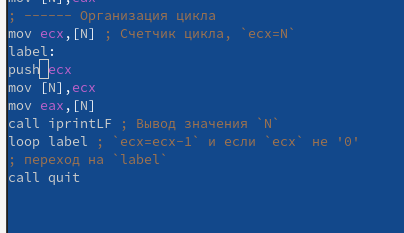 mov [N],eax
; ------ Организация цикла
mov ecx,[N] ; Счетчик цикла, `ecx=N`
label:
push ecx
mov [N],ecx
mov eax,[N]
call iprintLF ; Вывод значения `N`
loop label ; `ecx=ecx-1` и если `ecx` не '0'
; переход на `label`
call quit